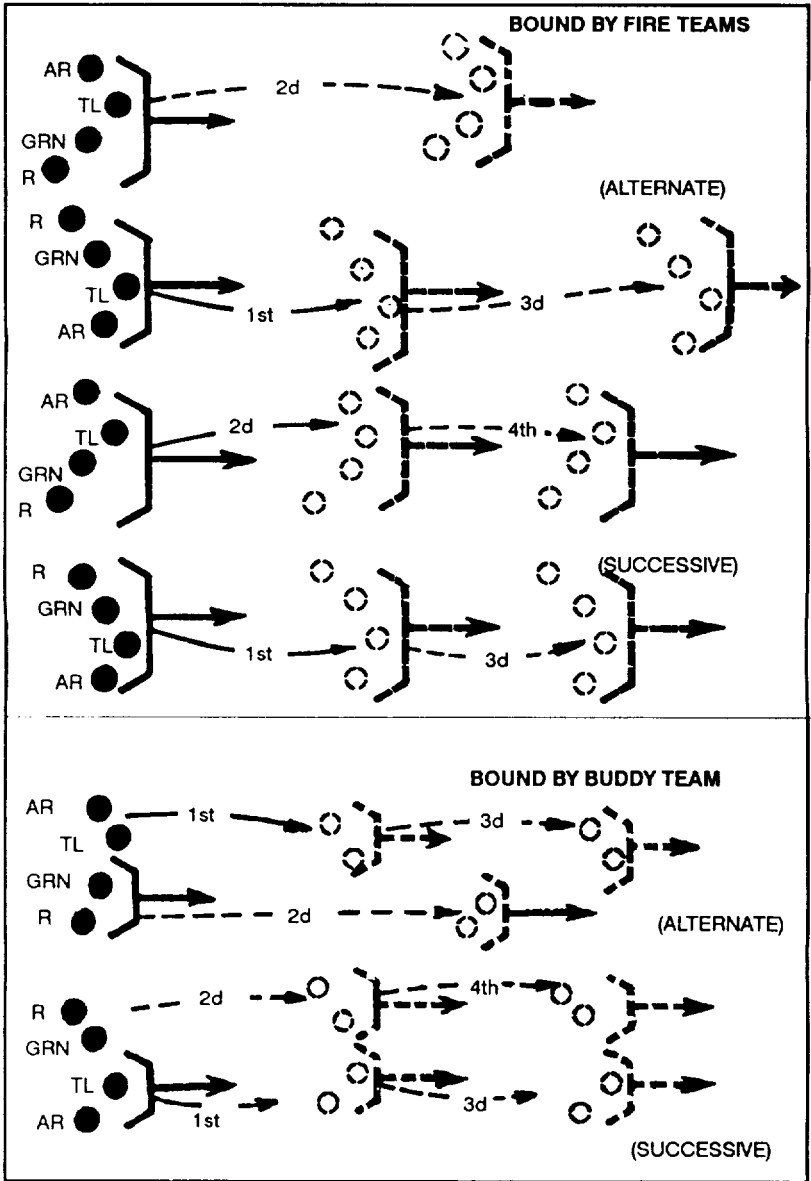 BOUND BY FIRE TEAMS
AR
TL
GRN
R
2d
(ALTERNATE)
R
GRN
TL
AR
1st
3d
AR
TL
GRN
R
2d
4th
(SUCCESSIVE)
R
GRN
TL
AR
1st
3d
BOUND BY BUDDY TEAM
AR
TL
1st
3d
GRN
R
2d
(ALTERNATE)
R
GRN
2d
4th
TL
AR
1st
3d
(SUCCESSIVE)